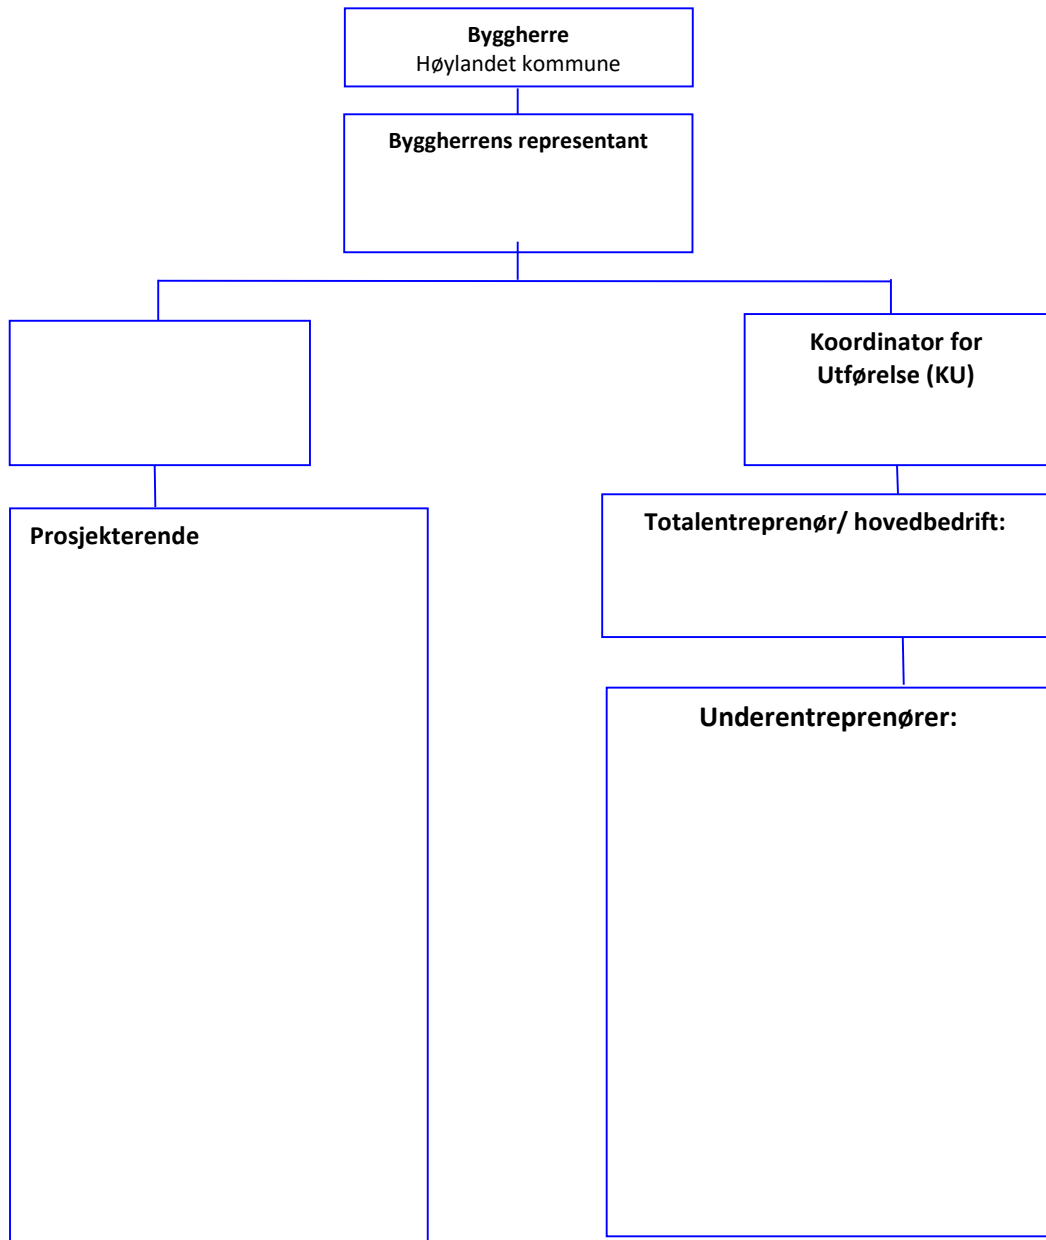 Byggherre
Høylandet kommune
Byggherrens representant
Koordinator for
Utførelse (KU)
Prosjekterende
Totalentreprenør/ hovedbedrift:
Underentreprenører: